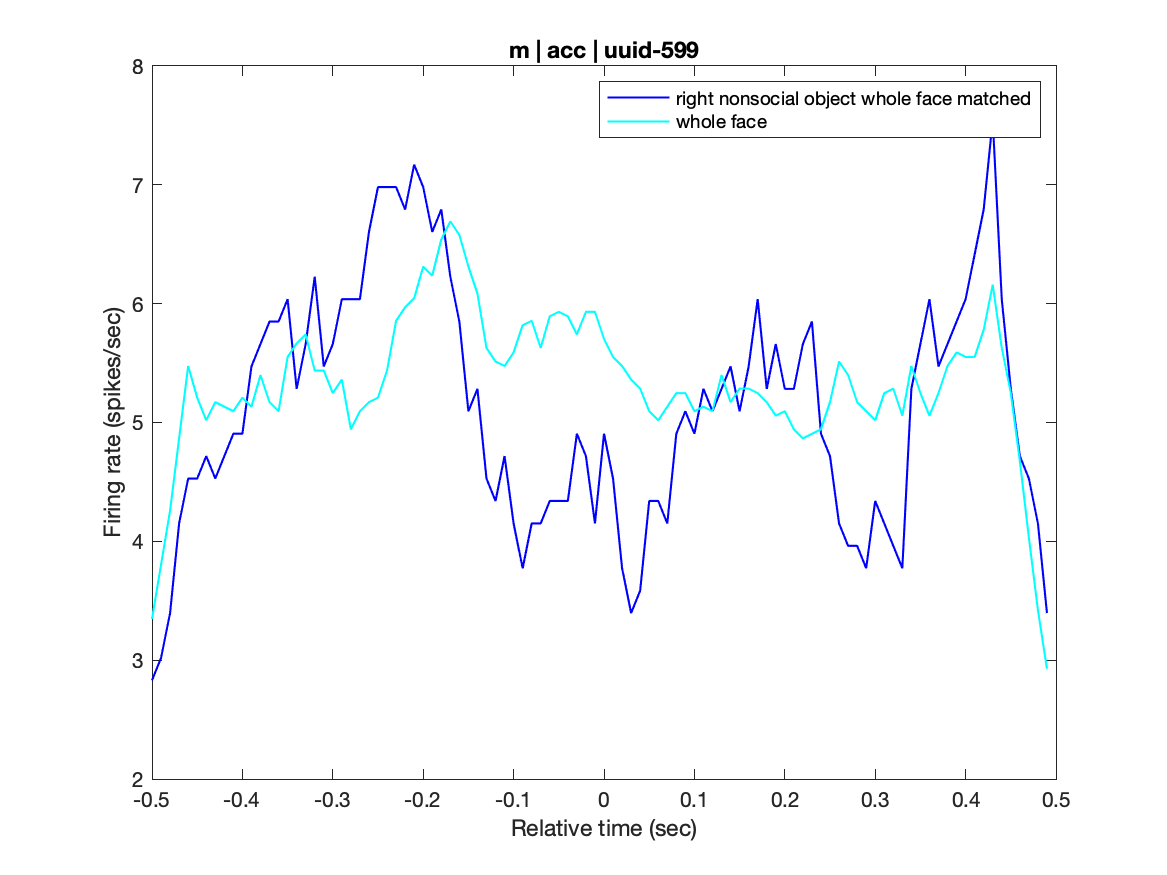 m | acc | uuid-599
right nonsocial object whole face matched
whole face
8
7
6
5
4
3
2
Firing rate (spikes/sec)
-0.5 -0.4 -0.3 -0.2 -0.1 0 0.1 0.2 0.3 0.4 0.5
Relative time (sec)